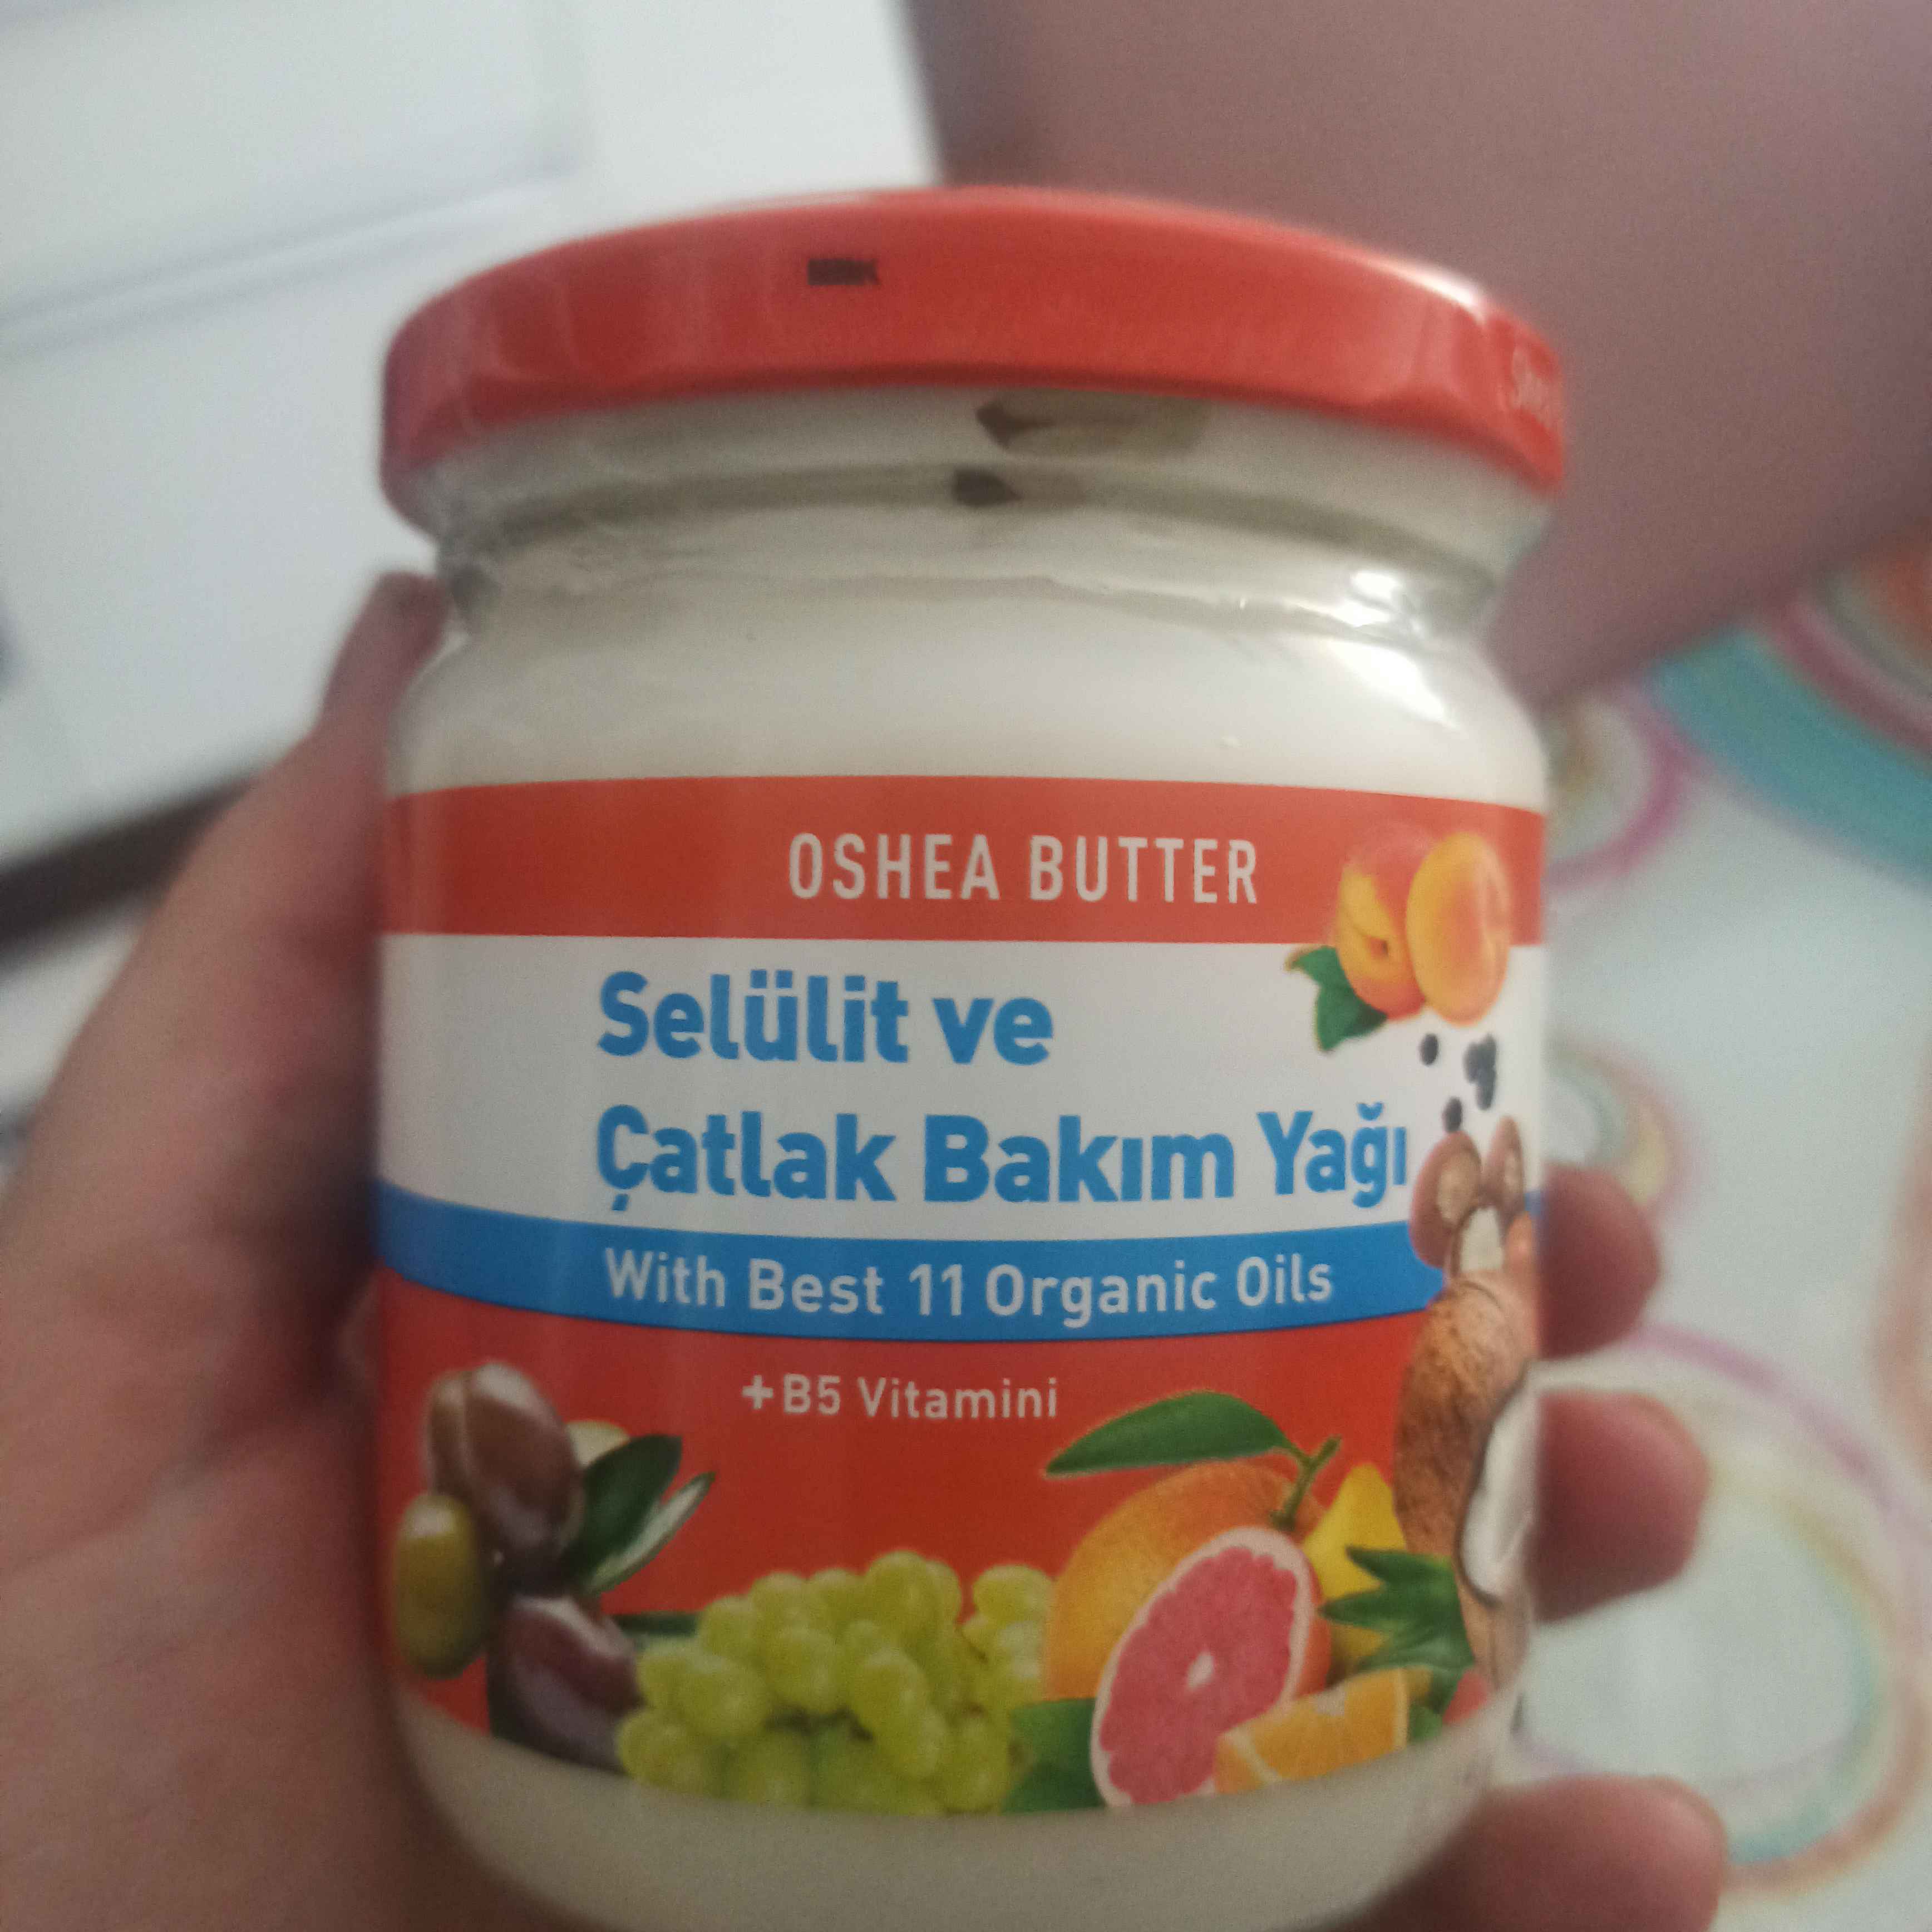 OSHEA BUTTER
Selülit ve
Çatlak Bakım Yağı
With Best 11 Organic Oils
+B5 Vitamini